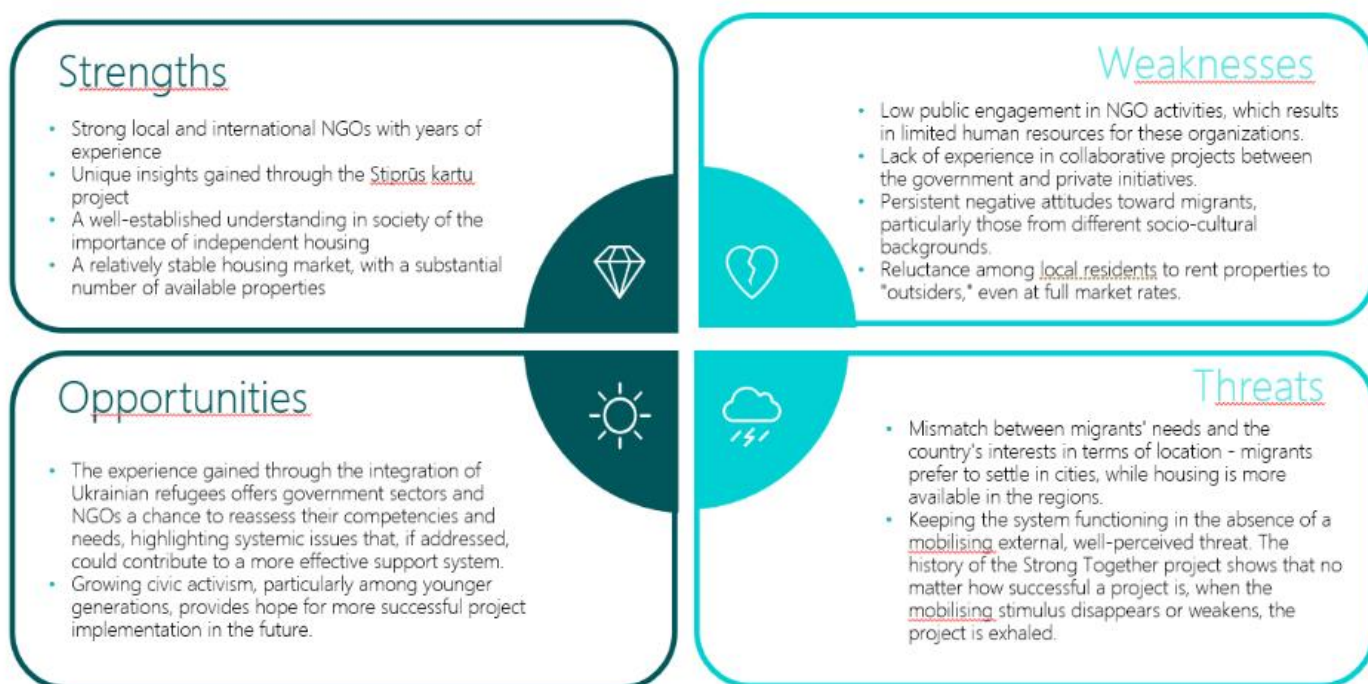 Strengths
• Strong local and international NGOs with years of
experience
• Unique insights gained through the Stiprūs kartu
project
• A well-established understanding in society of the
importance of independent housing
• A relatively stable housing market, with a substantial
number of available properties
Weaknesses
• Low public engagement in NGO activities, which results
in limited human resources for these organizations.
• Lack of experience in collaborative projects between
the government and private initiatives.
• Persistent negative attitudes toward migrants,
particularly those from different socio-cultural
backgrounds.
• Reluctance among local residents to rent properties to
"outsiders," even at full market rates.
Opportunities
• The experience gained through the integration of
Ukrainian refugees offers government sectors and
NGOs a chance to reassess their competencies and
needs, highlighting systemic issues that, if addressed,
could contribute to a more effective support system.
• Growing civic activism, particularly among younger
generations, provides hope for more successful project
implementation in the future.
Threats
• Mismatch between migrants' needs and the
country's interests in terms of location - migrants
prefer to settle in cities, while housing is more
available in the regions.
• Keeping the system functioning in the absence of a
mobilising external, well-perceived threat. The
history of the Strong Together project shows that no
matter how successful a project is, when the
mobilising stimulus disappears or weakens, the
project is exhaled.